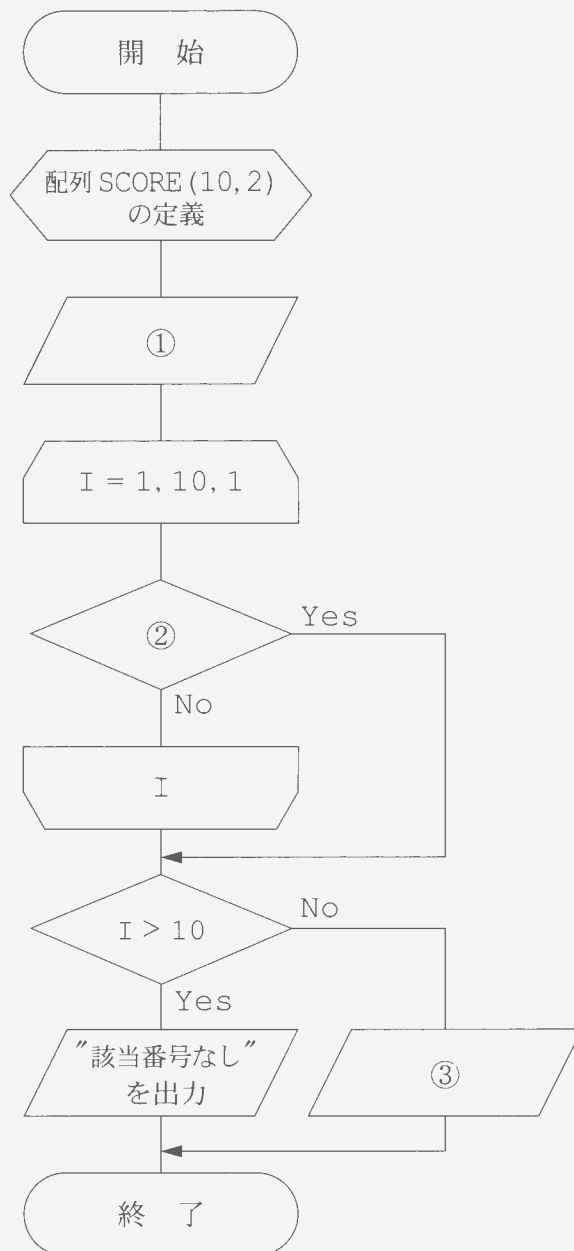 開 始
配列 SCORE(10,2)
の定義
①
I = 1, 10, 1
②
Yes
No
I
I > 10
No
Yes
"該当番号なし"
を出力
③
終 了